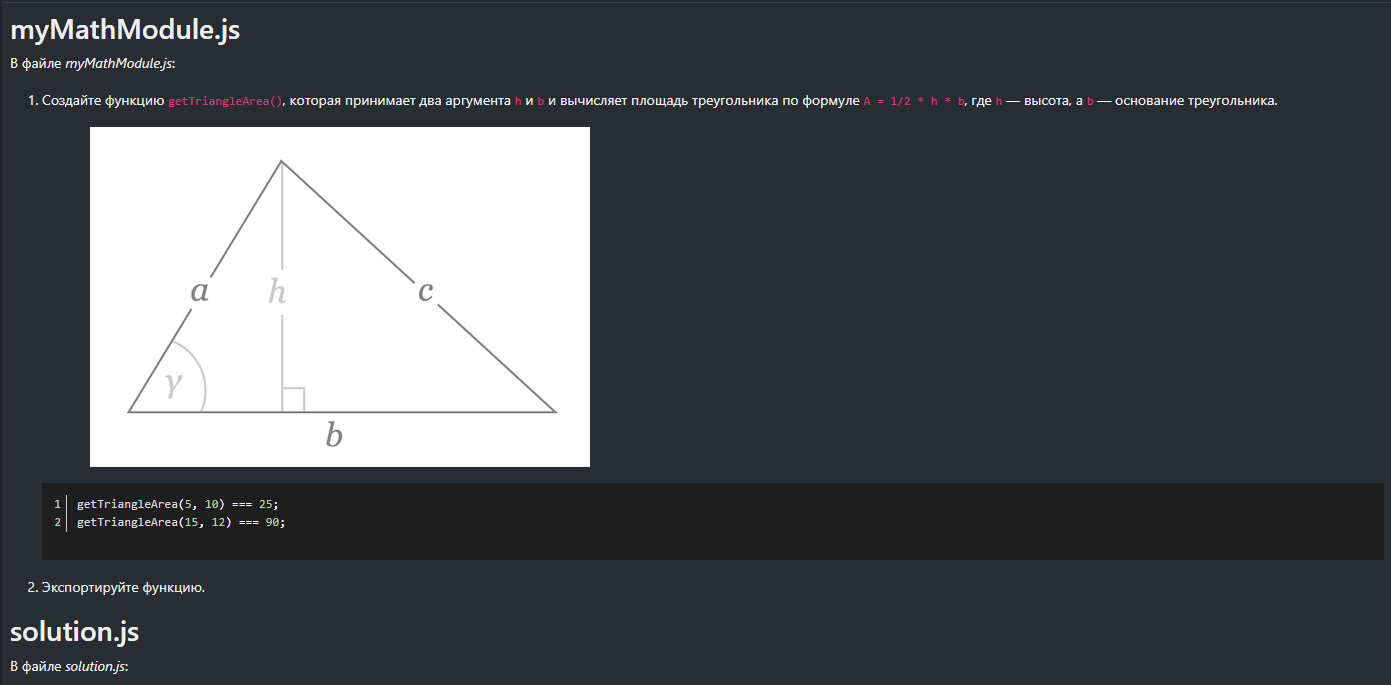 myMathModule.js
В файле myMathModule.js:
1. Создайте функцию getTriangleArea(), которая принимает два аргумента h и b и вычисляет площадь треугольника по формуле A = 1/2 * h * b, где h — высота, а b — основание треугольника.
a
h
c
γ
b
1 getTriangleArea(5, 10) === 25;
2 getTriangleArea(15, 12) === 90;
2. Экспортируйте функцию.
solution.js
В файле solution.js: